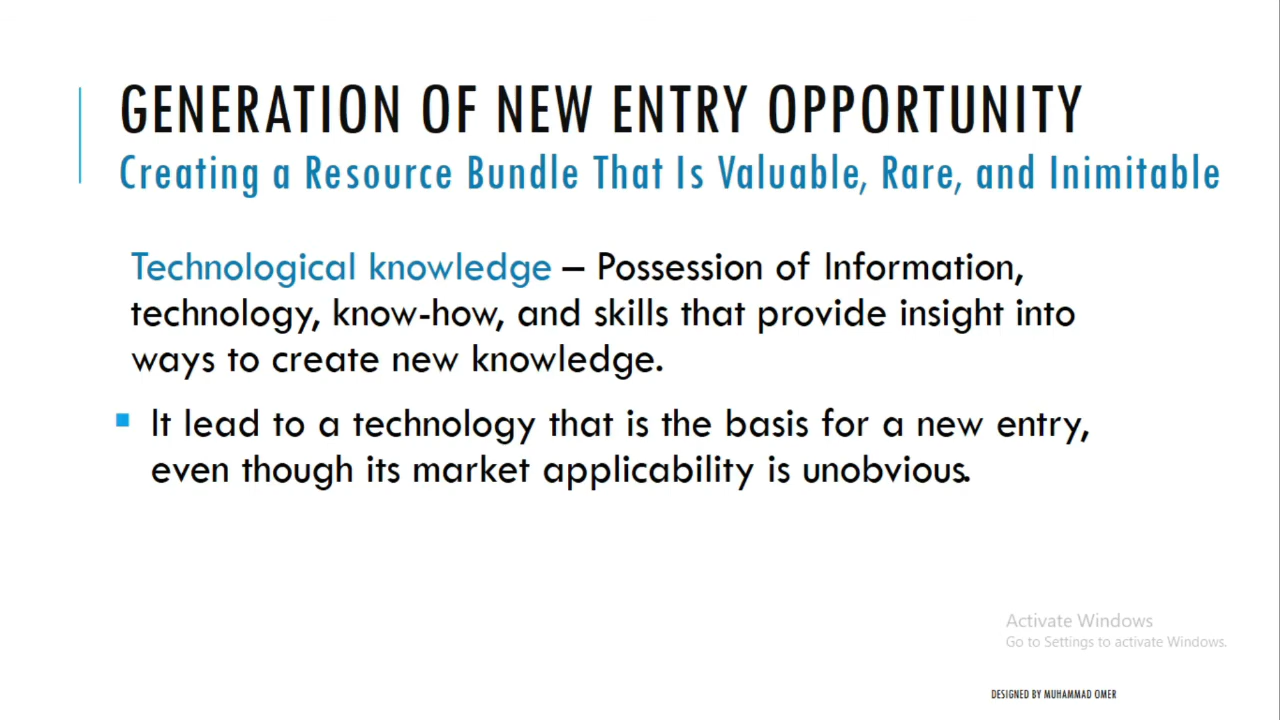 GENERATION OF NEW ENTRY OPPORTUNITY
Creating a Resource Bundle That Is Valuable, Rare, and Inimitable
Technological knowledge – Possession of Information,
technology, know-how, and skills that provide insight into
ways to create new knowledge.
▪ It lead to a technology that is the basis for a new entry,
even though its market applicability is unobvious.
Activate Windows
Go to Settings to activate Windows.
DESIGNED BY MUHAMMAD OMER